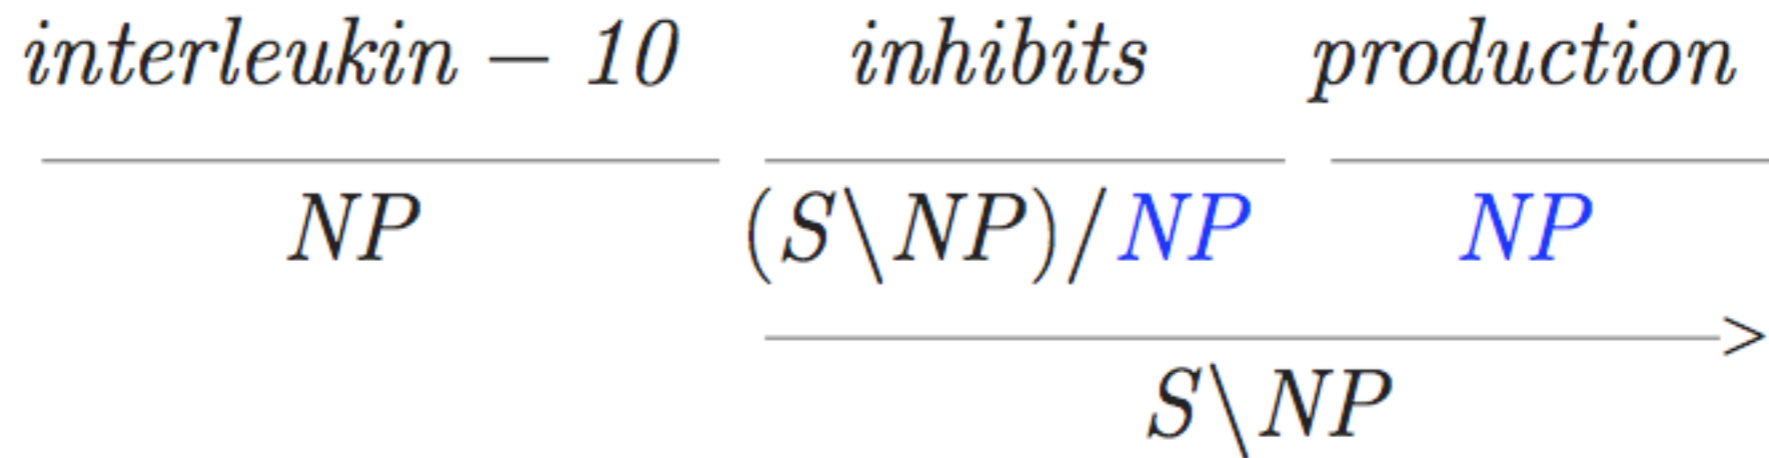 interleukin − 10 inhibits production
NP (S\NP)/NP NP
>
S\NP